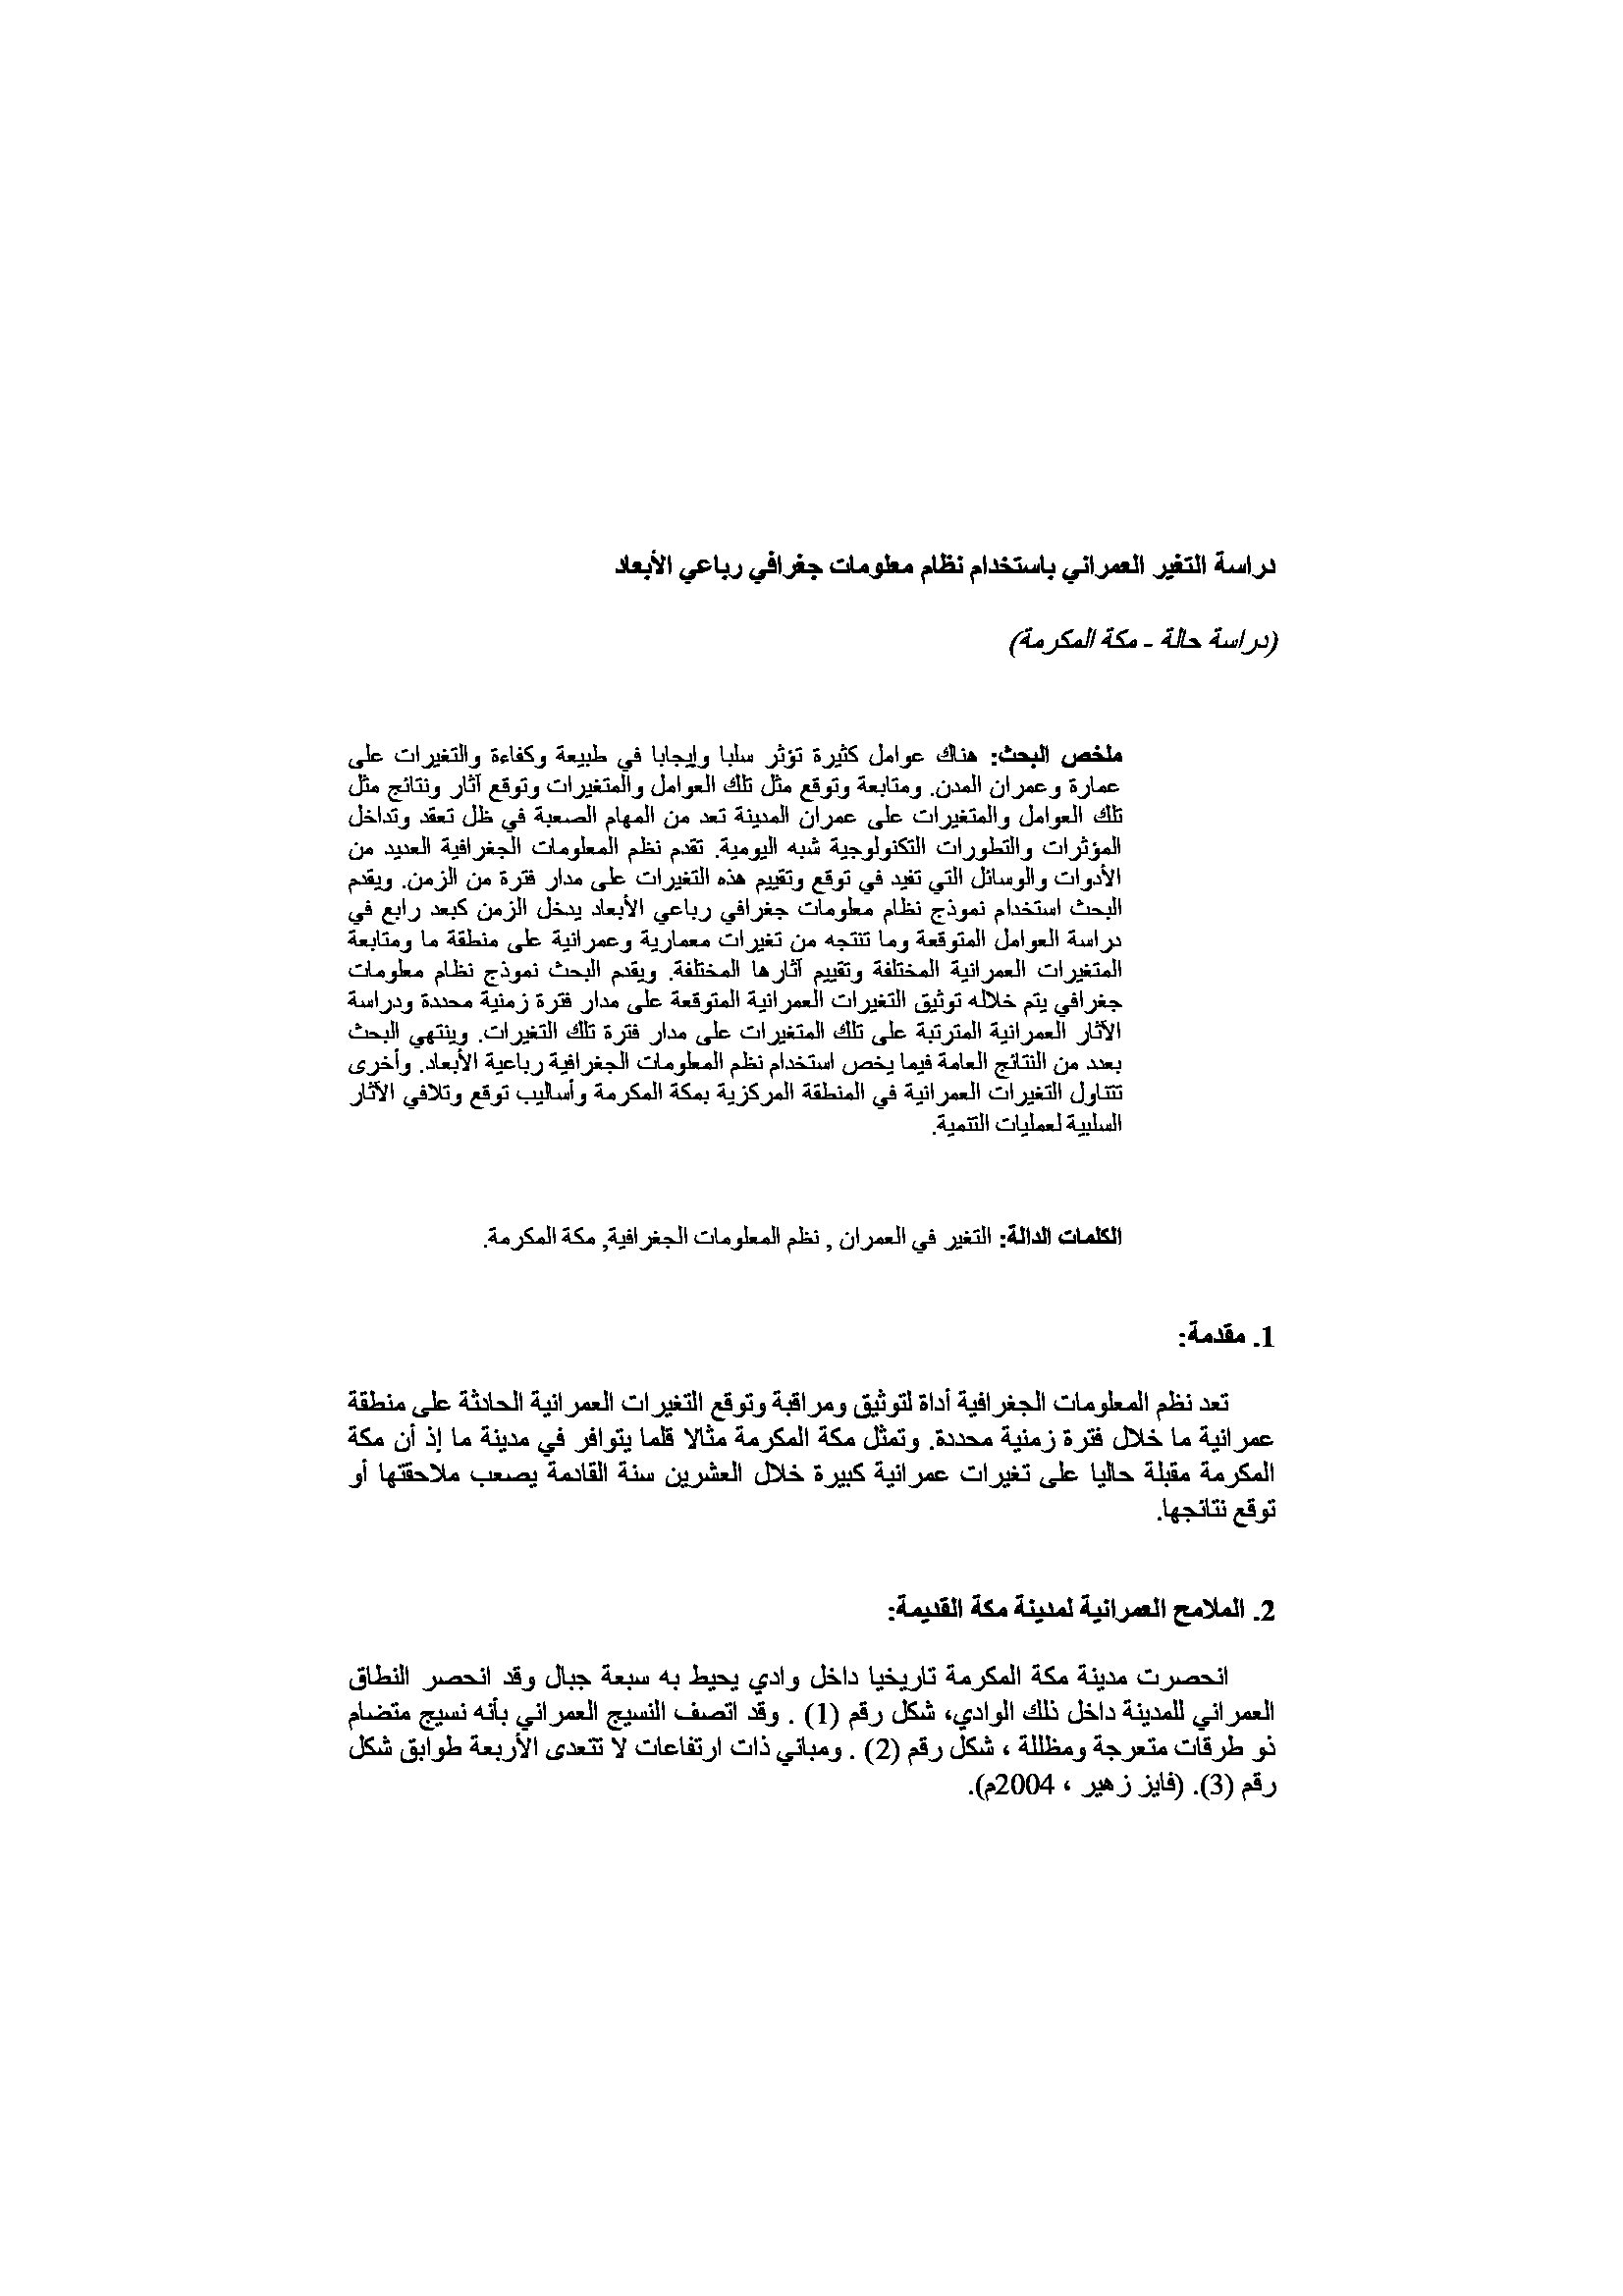 دراسة التغير العمراني باستخدام نظام معلومات جغرافي رباعي الأبعاد
(دراسة حالة - مكة المكرمة)
ملخص البحث: هناك عوامل كثيرة تؤثر سلبا وإيجابا في طبيعة وكفاءة والتغيرات على
عمارة وعمران المدن. ومتابعة وتوقع مثل تلك العوامل والمتغيرات وتوقع آثار ونتائج مثل
تلك العوامل والمتغيرات على عمران المدينة تعد من المهام الصعبة في ظل تعقد وتداخل
المؤثرات والتطورات التكنولوجية شبه اليومية. تقدم نظم المعلومات الجغرافية العديد من
الأدوات والوسائل التي تفيد في توقع وتقييم هذه التغيرات على مدار فترة من الزمن. ويقدم
البحث استخدام نموذج نظام معلومات جغرافي رباعي الأبعاد يدخل الزمن كبعد رابع في
دراسة العوامل المتوقعة وما تنتجه من تغيرات معمارية وعمرانية على منطقة ما ومتابعة
المتغيرات العمرانية المختلفة وتقييم آثارها المختلفة. ويقدم البحث نموذج نظام معلومات
جغرافي يتم خلاله توثيق التغيرات العمرانية المتوقعة على مدار فترة زمنية محددة ودراسة
الآثار العمرانية المترتبة على تلك المتغيرات على مدار فترة تلك التغيرات. وينتهي البحث
بعدد من النتائج العامة فيما يخص استخدام نظم المعلومات الجغرافية رباعية الأبعاد. وأخرى
تتناول التغيرات العمرانية في المنطقة المركزية بمكة المكرمة وأساليب توقع وتلافي الآثار
السلبية لعمليات التنمية.
الكلمات الدالة: التغير في العمران , نظم المعلومات الجغرافية, مكة المكرمة.
1. مقدمة:
تعد نظم المعلومات الجغرافية أداة لتوثيق ومراقبة وتوقع التغيرات العمرانية الحادثة على منطقة
عمرانية ما خلال فترة زمنية محددة. وتمثل مكة المكرمة مثالا قلما يتوافر في مدينة ما إذ أن مكة
المكرمة مقبلة حاليا على تغيرات عمرانية كبيرة خلال العشرين سنة القادمة يصعب ملاحقتها أو
توقع نتائجها.
2. الملامح العمرانية لمدينة مكة القديمة:
انحصرت مدينة مكة المكرمة تاريخيا داخل وادي يحيط به سبعة جبال وقد انحصر النطاق
العمراني للمدينة داخل ذلك الوادي، شكل رقم (1) . وقد اتصف النسيج العمراني بأنه نسيج متضام
ذو طرقات متعرجة ومظللة ، شكل رقم (2) . ومباني ذات ارتفاعات لا تتعدى الأربعة طوابق شكل
رقم (3). (فايز زهير ، 2004م).